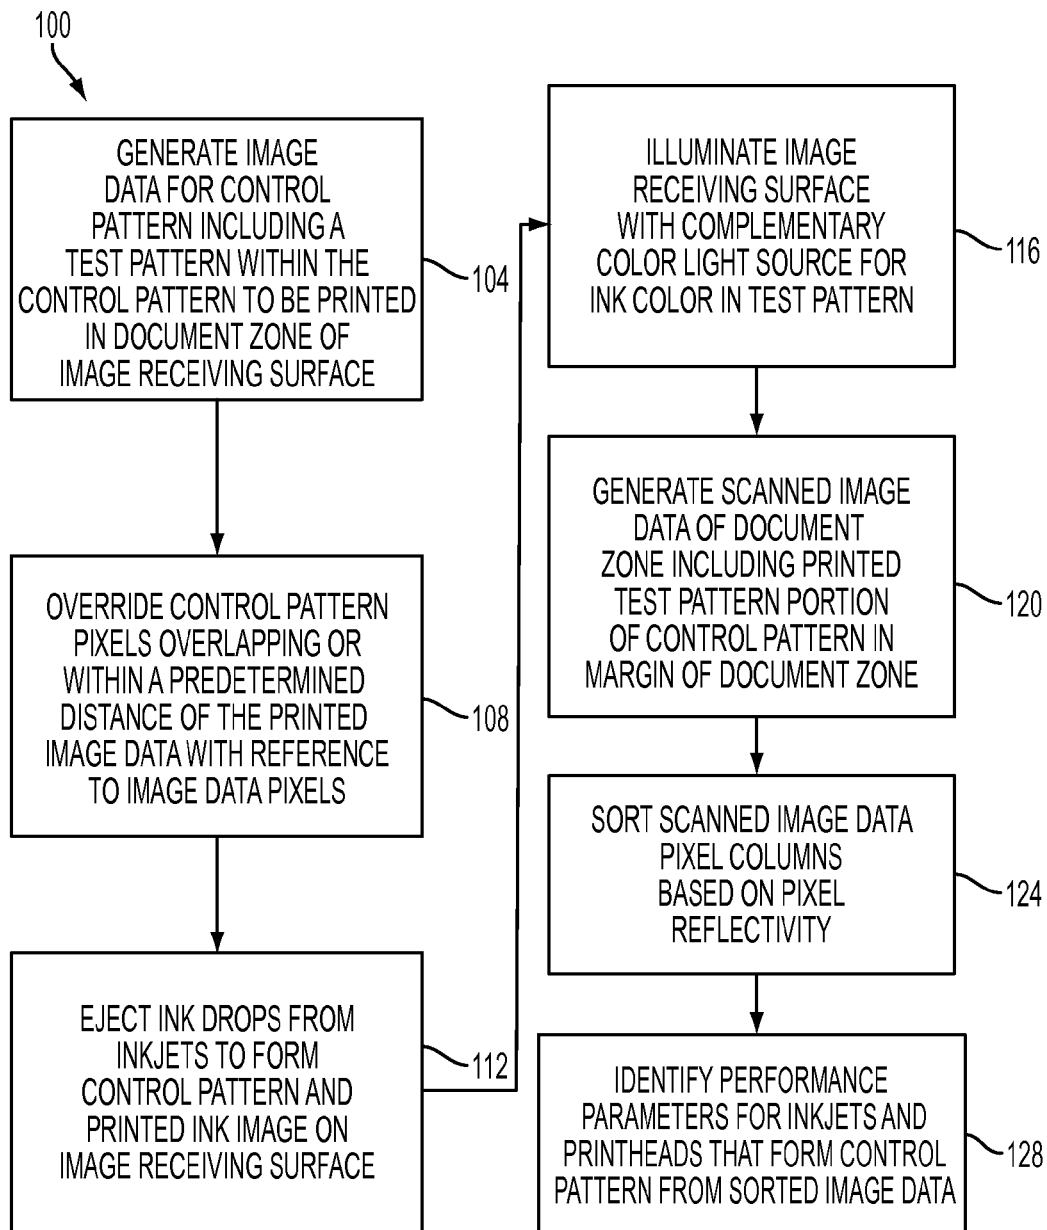 100
GENERATE IMAGE
DATA FOR CONTROL
PATTERN INCLUDING A
TEST PATTERN WITHIN THE
CONTROL PATTERN TO BE PRINTED
IN DOCUMENT ZONE OF
IMAGE RECEIVING SURFACE
104
OVERRIDE CONTROL PATTERN
PIXELS OVERLAPPING OR
WITHIN A PREDETERMINED
DISTANCE OF THE PRINTED
IMAGE DATA WITH REFERENCE
TO IMAGE DATA PIXELS
108
EJECT INK DROPS FROM
INKJETS TO FORM
CONTROL PATTERN AND
PRINTED INK IMAGE ON
IMAGE RECEIVING SURFACE
112
ILLUMINATE IMAGE
RECEIVING SURFACE
WITH COMPLEMENTARY
COLOR LIGHT SOURCE FOR
INK COLOR IN TEST PATTERN
116
GENERATE SCANNED IMAGE
DATA OF DOCUMENT
ZONE INCLUDING PRINTED
TEST PATTERN PORTION
OF CONTROL PATTERN IN
MARGIN OF DOCUMENT ZONE
120
SORT SCANNED IMAGE DATA
PIXEL COLUMNS
BASED ON PIXEL
REFLECTIVITY
124
IDENTIFY PERFORMANCE
PARAMETERS FOR INKJETS AND
PRINTHEADS THAT FORM CONTROL
PATTERN FROM SORTED IMAGE DATA
128